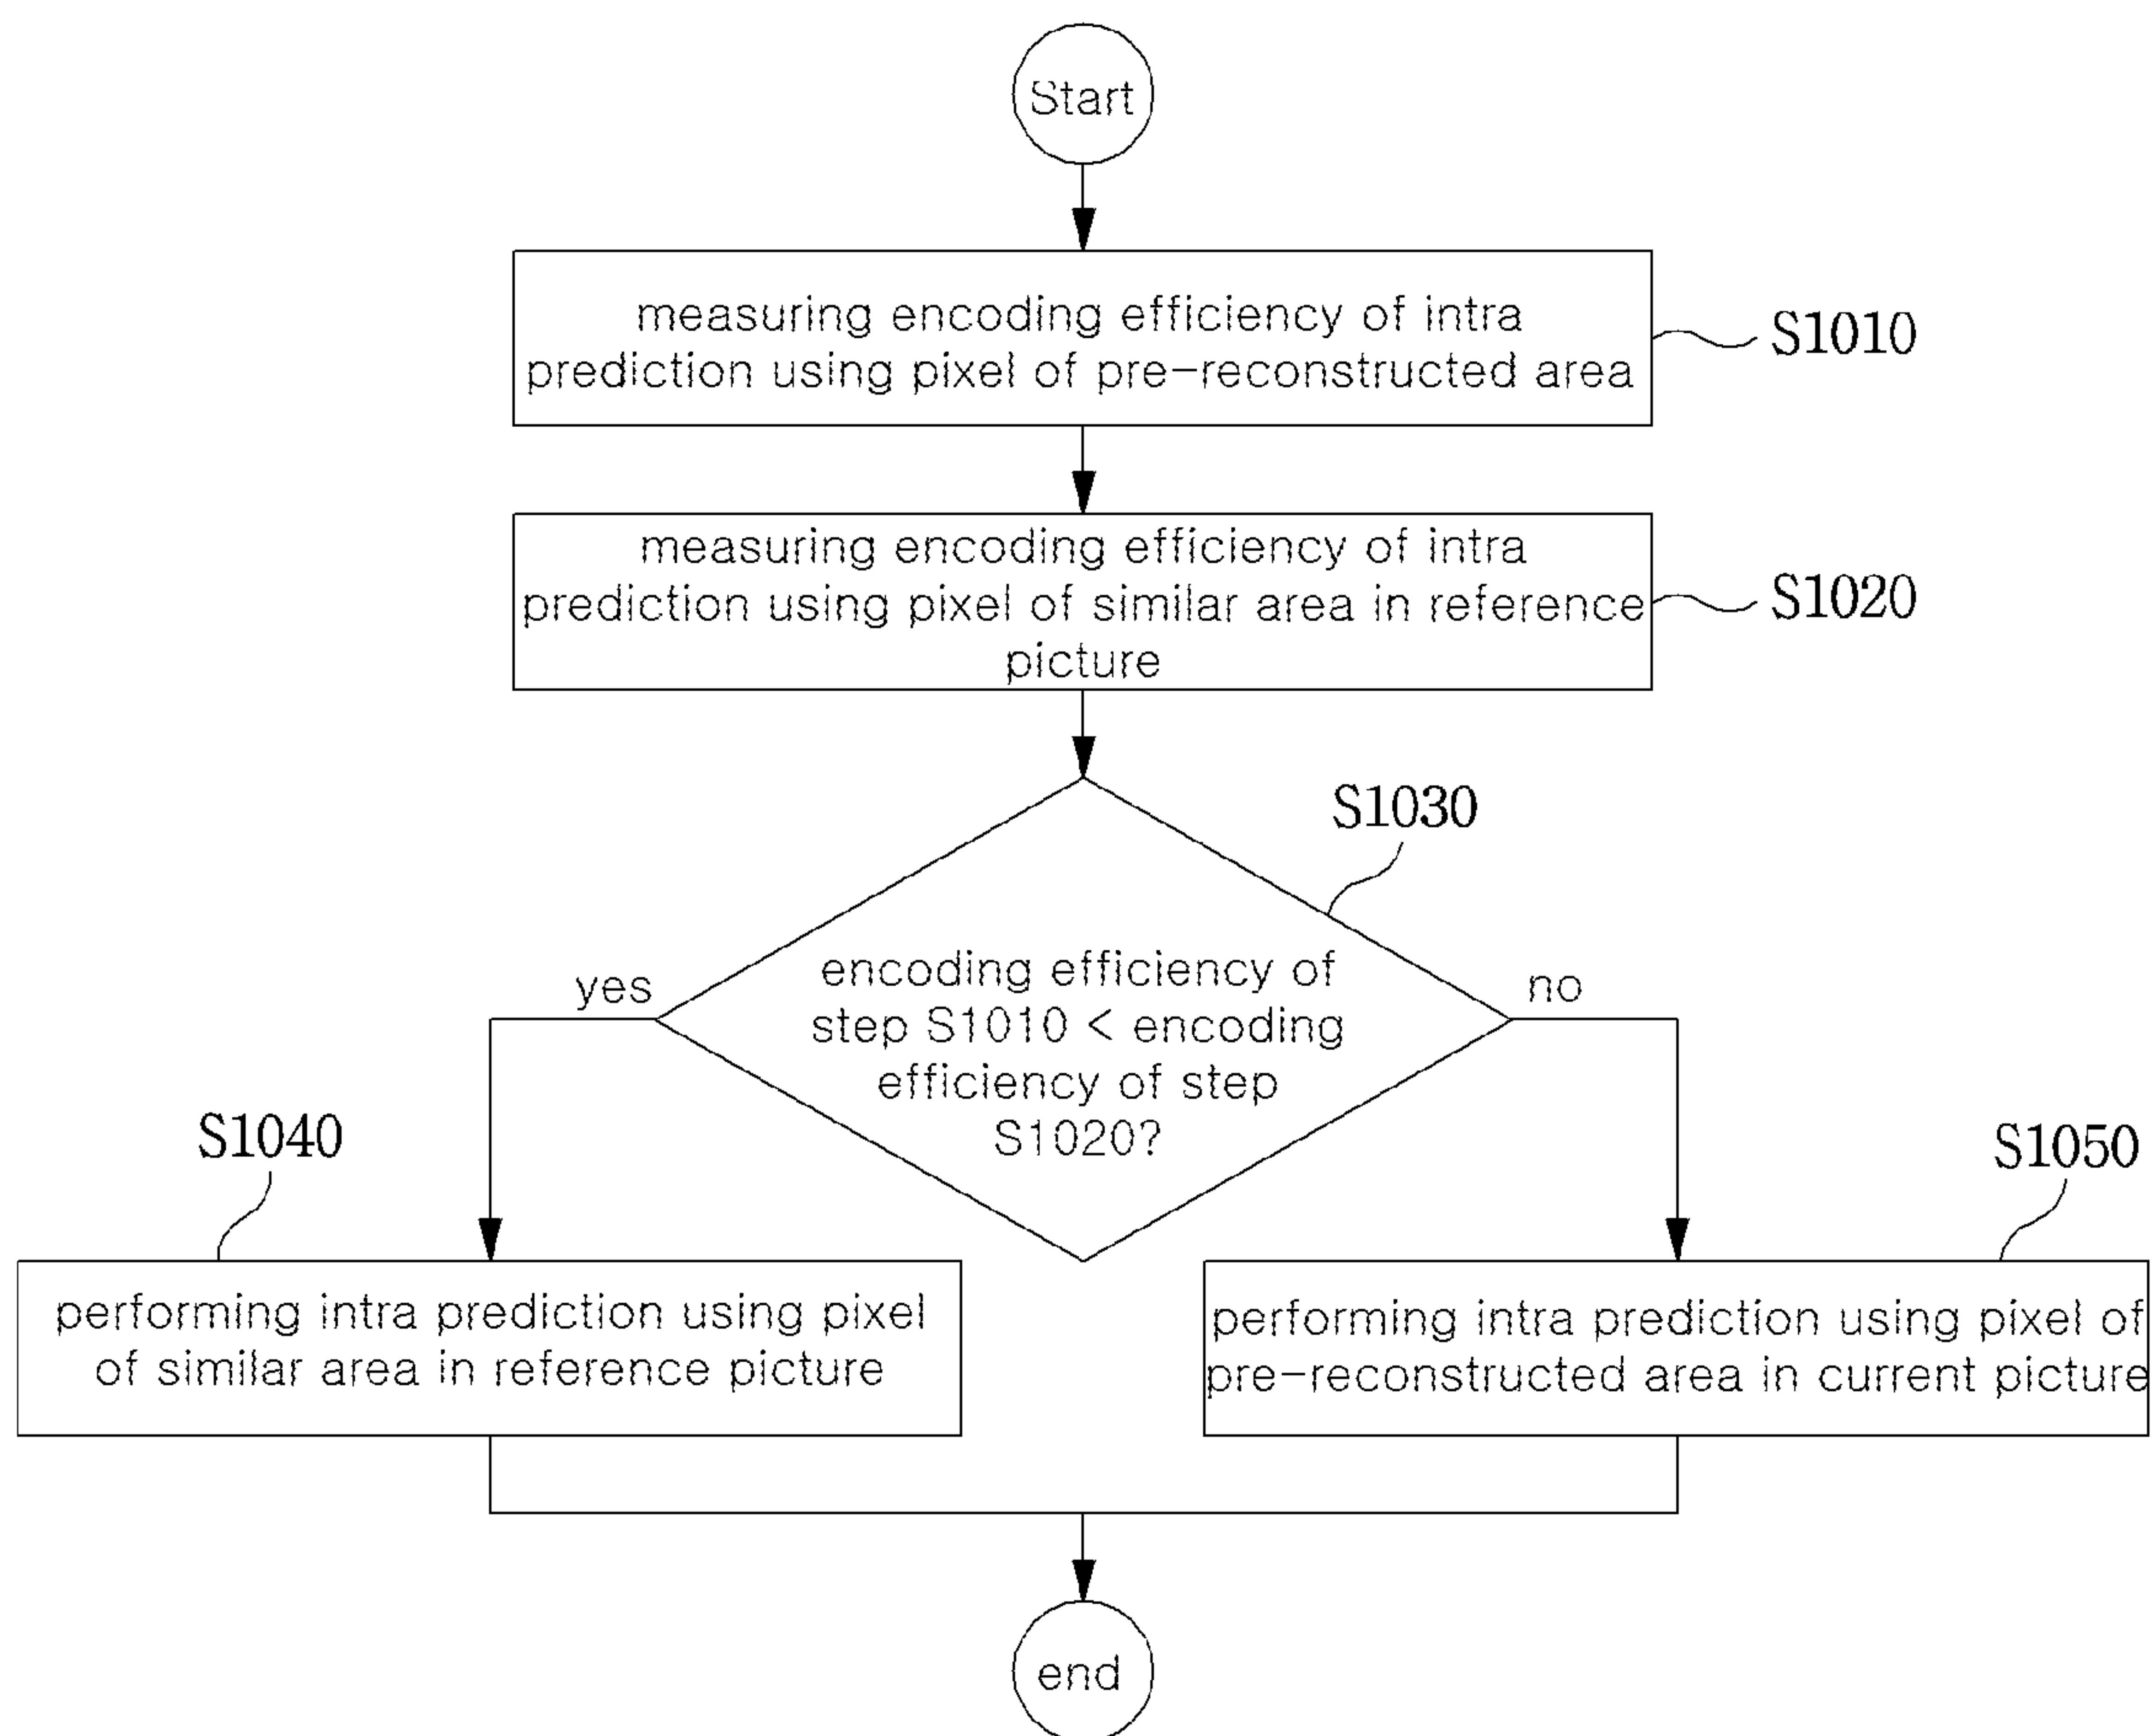 Start
measuring encoding efficiency of intra
prediction using pixel of pre-reconstructed area
S1010
measuring encoding efficiency of intra
prediction using pixel of similar area in reference
picture
S1020
S1030
encoding efficiency of
step S1010 < encoding
efficiency of step
S1020?
yes
no
S1040
performing intra prediction using pixel
of similar area in reference picture
S1050
performing intra prediction using pixel of
pre-reconstructed area in current picture
end